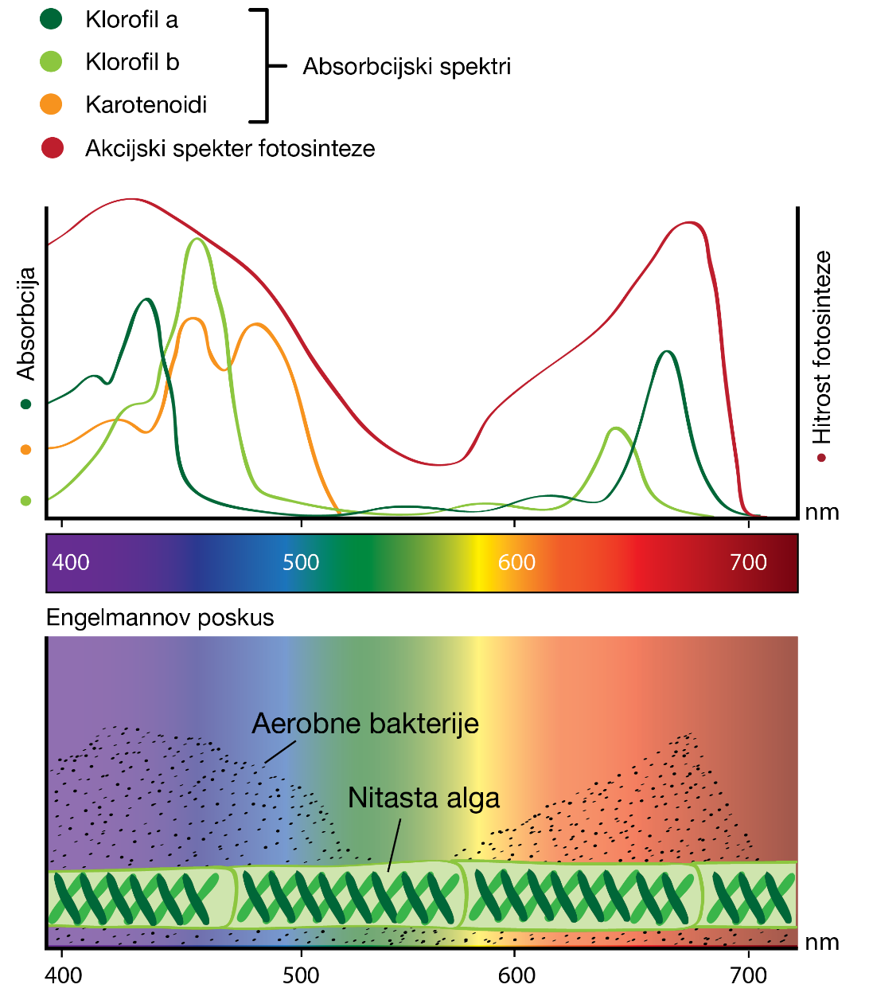 Klorofil a
Klorofil b
Karotenoidi
Absorbcijski spektri
Akcijski spekter fotosinteze
Absorbcija
Hitrost fotosinteze
nm
400 500 600 700
Engelmannov poskus
Aerobne bakterije
Nitasta alga
nm
400 500 600 700